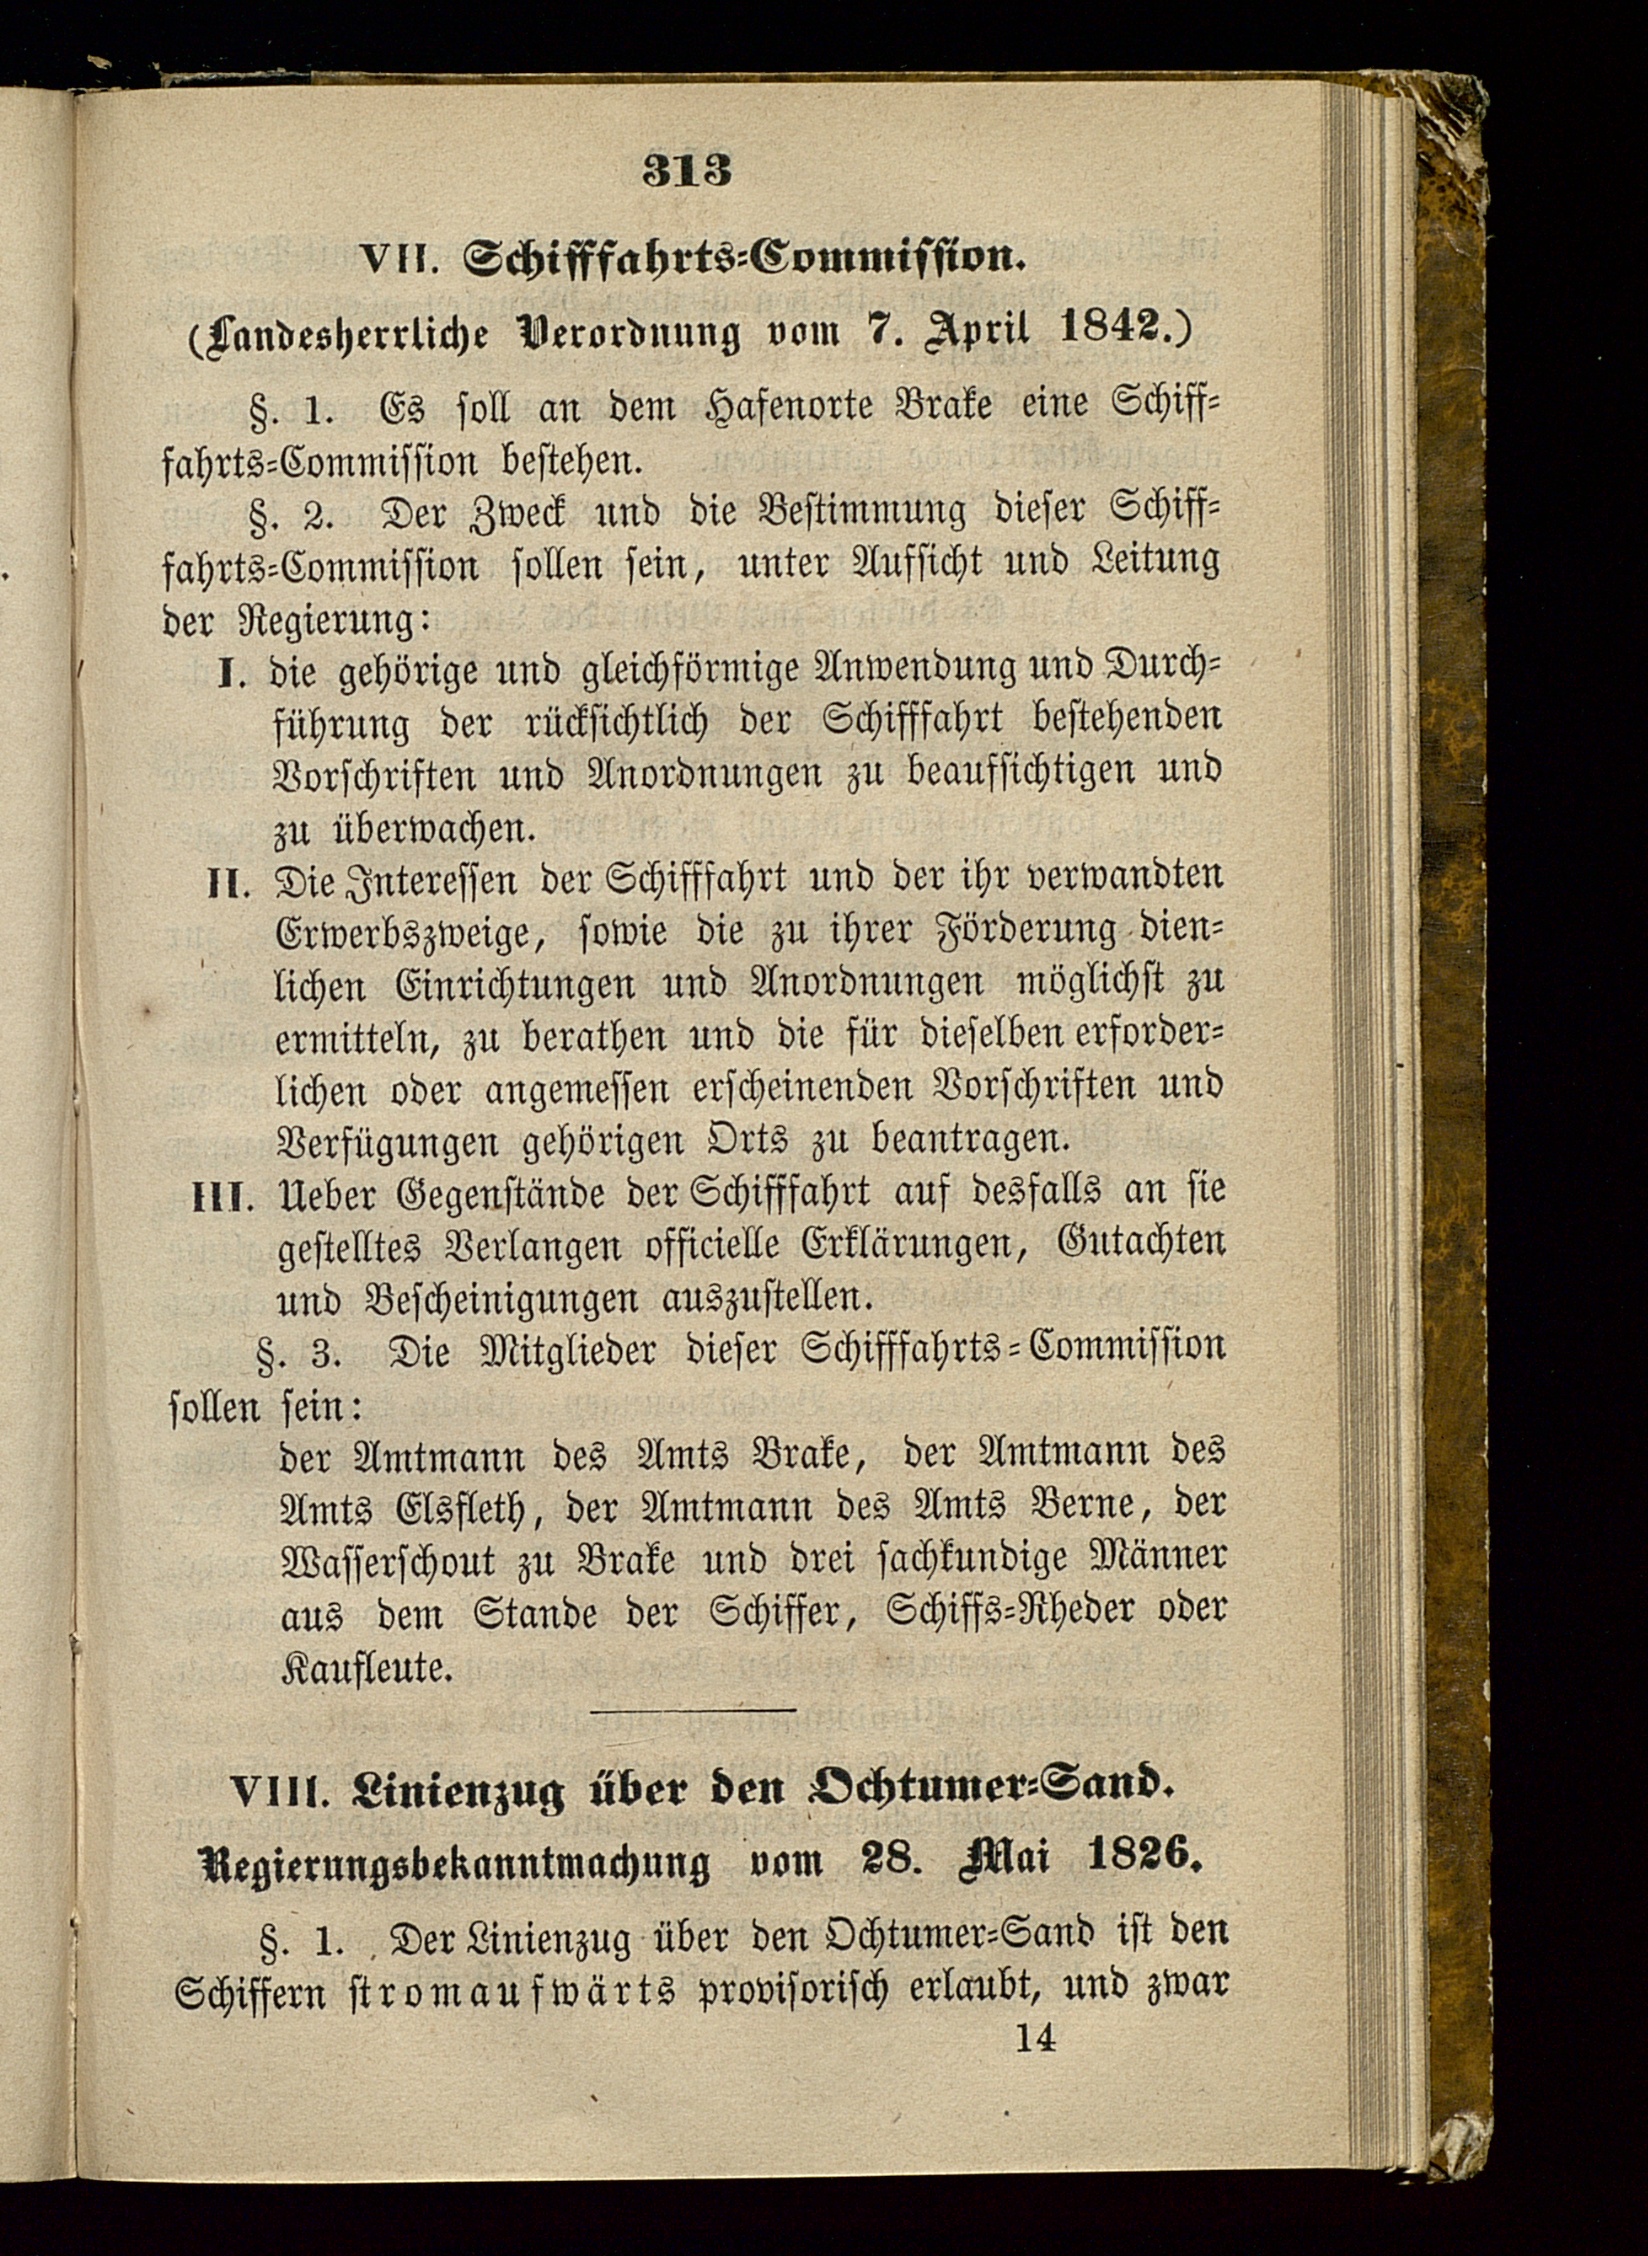 313
VII. Schifffahrts-Commission.
(Landesherrliche Verordnung vom 7. April 1842.)
§. 1. Es soll an dem Hafenorte Brake eine Schiff-
fahrts-Commission bestehen.
§. 2. Der Zweck und die Bestimmung dieser Schiff-
fahrts-Commission sollen sein, unter Aufsicht und Leitung
der Regierung:
I. die gehörige und gleichförmige Anwendung und Durch-
führung der rücksichtlich der Schifffahrt bestehenden
Vorschriften und Anordnungen zu beaufsichtigen und
zu überwachen.
II. Die Interessen der Schifffahrt und der ihr verwandten
Erwerbszweige, sowie die zu ihrer Förderung dien-
lichen Einrichtungen und Anordnungen möglichst zu
ermitteln, zu berathen und die für dieselben erforder-
lichen oder angemessen erscheinenden Vorschriften und
Verfügungen gehörigen Orts zu beantragen.
III. Ueber Gegenstände der Schifffahrt auf desfalls an sie
gestelltes Verlangen officielle Erklärungen, Gutachten
und Bescheinigungen auszustellen.
§. 3. Die Mitglieder dieser Schifffahrts-Commission
sollen sein:
der Amtmann des Amts Brake, der Amtmann des
Amts Elsfleth, der Amtmann des Amts Berne, der
Wasserschout zu Brake und drei sachkundige Männer
aus dem Stande der Schiffer, Schiffs-Rheder oder
Kaufleute.
VIII. Linienzug über den Ochtumer-Sand.
Regierungsbekanntmachung vom 28. Mai 1826.
§. 1. Der Linienzug über den Ochtumer-Sand ist den
Schiffern stromaufwärts provisorisch erlaubt, und zwar
14